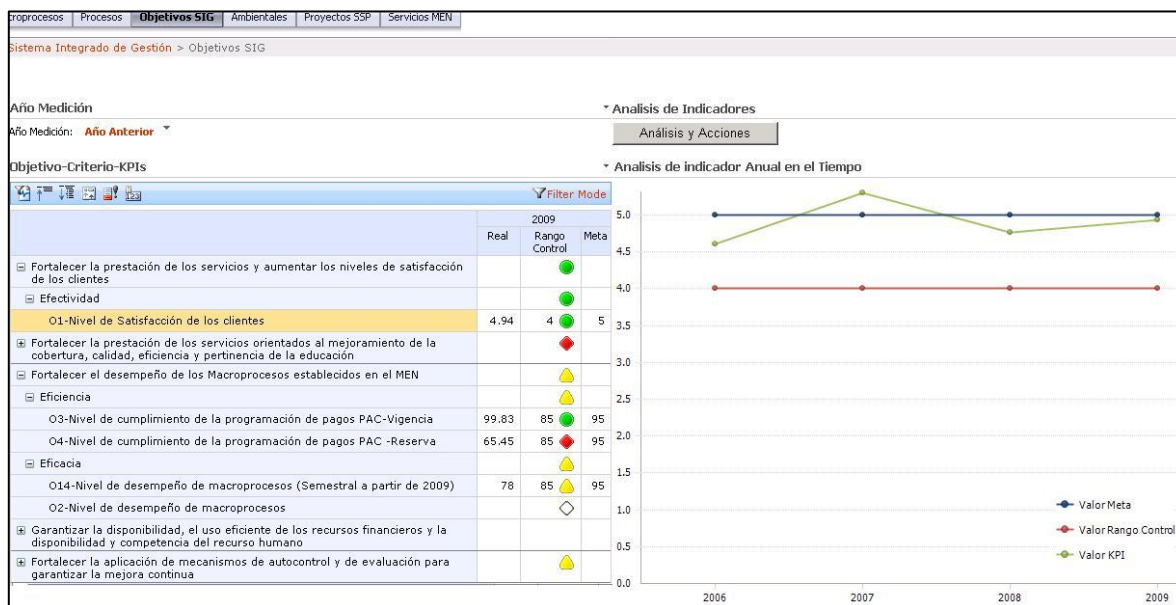 Procesos Objetivos SIG Ambientales Proyectos SSP Servicios MEN
Sistema Integrado de Gestión > Objetivos SIG
Año Medición
Año Medición: Año Anterior
Objetivo-Criterio-KPIs
Filter Mode
2009
Real Rango Control Meta
Fortalecer la prestación de los servicios y aumentar los niveles de satisfacción
de los clientes
Efectividad
O1-Nivel de Satisfacción de los clientes 4.94 4 5
Fortalecer la prestación de los servicios orientados al mejoramiento de la
cobertura, calidad, eficiencia y pertinencia de la educación
Fortalecer el desempeño de los Macroprocesos establecidos en el MEN
Eficiencia
O3-Nivel de cumplimiento de la programación de pagos PAC-Vigencia 99.83 85 95
O4-Nivel de cumplimiento de la programación de pagos PAC -Reserva 65.45 85 95
Eficacia
O14-Nivel de desempeño de macroprocesos (Semestral a partir de 2009) 78 85 95
O2-Nivel de desempeño de macroprocesos
Garantizar la disponibilidad, el uso eficiente de los recursos financieros y la
disponibilidad y competencia del recurso humano
Fortalecer la aplicación de mecanismos de autocontrol y de evaluación para
garantizar la mejora continua
Analisis de Indicadores
Análisis y Acciones
Analisis de indicador Anual en el Tiempo
5.0
4.5
4.0
3.5
3.0
2.5
2.0
1.5
1.0
0.5
0.0
Valor Meta
Valor Rango Control
Valor KPI
2006 2007 2008 2009